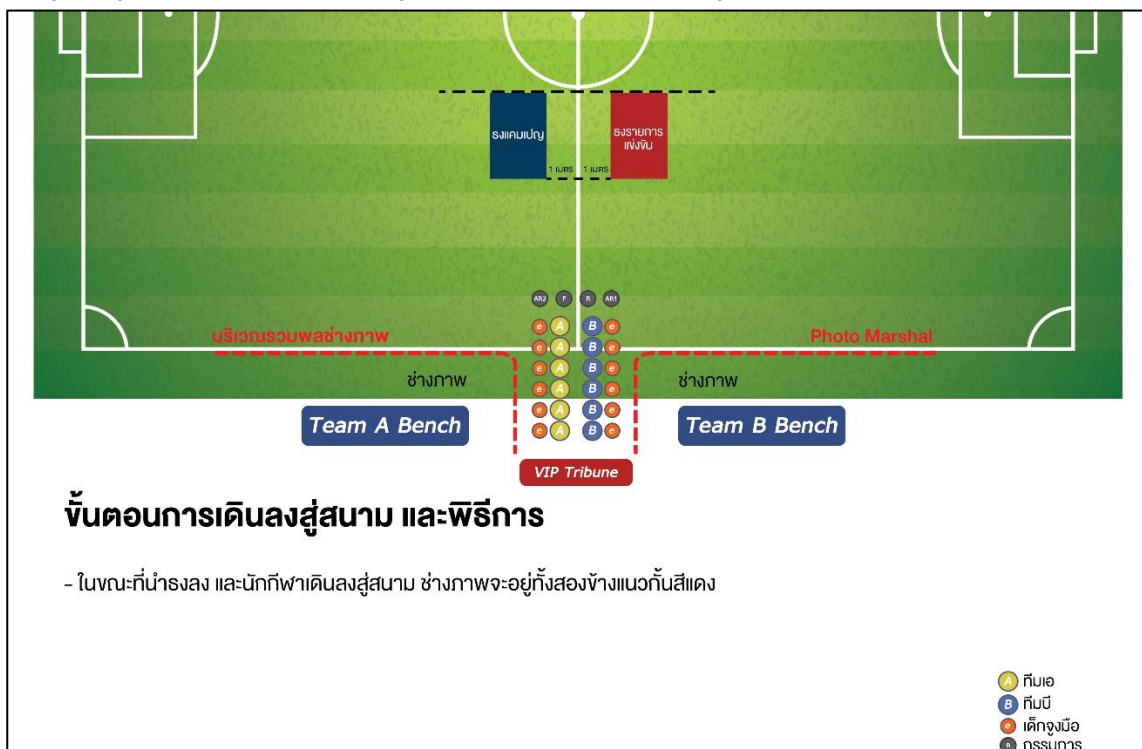 ธงแคมเปญ
ธงรายการ
แข่งขัน
1 เมตร 1 เมตร
AR2 F R AR1
e A B e
บริเวณรวมพลช่างภาพ
Photo Marshal
e A B e
e A B e
ช่างภาพ
ช่างภาพ
e A B e
e A B e
Team A Bench
Team B Bench
e A B e
VIP Tribune
ขั้นตอนการเดินลงสู่สนาม และพิธีการ
- ในขณะที่นำธงลง และนักกีฬาเดินลงสู่สนาม ช่างภาพจะอยู่ทั้งสองข้างแนวกั้นสีแดง
A ทีมเอ
B ทีมบี
e เด็กจูงมือ
R กรรมการ